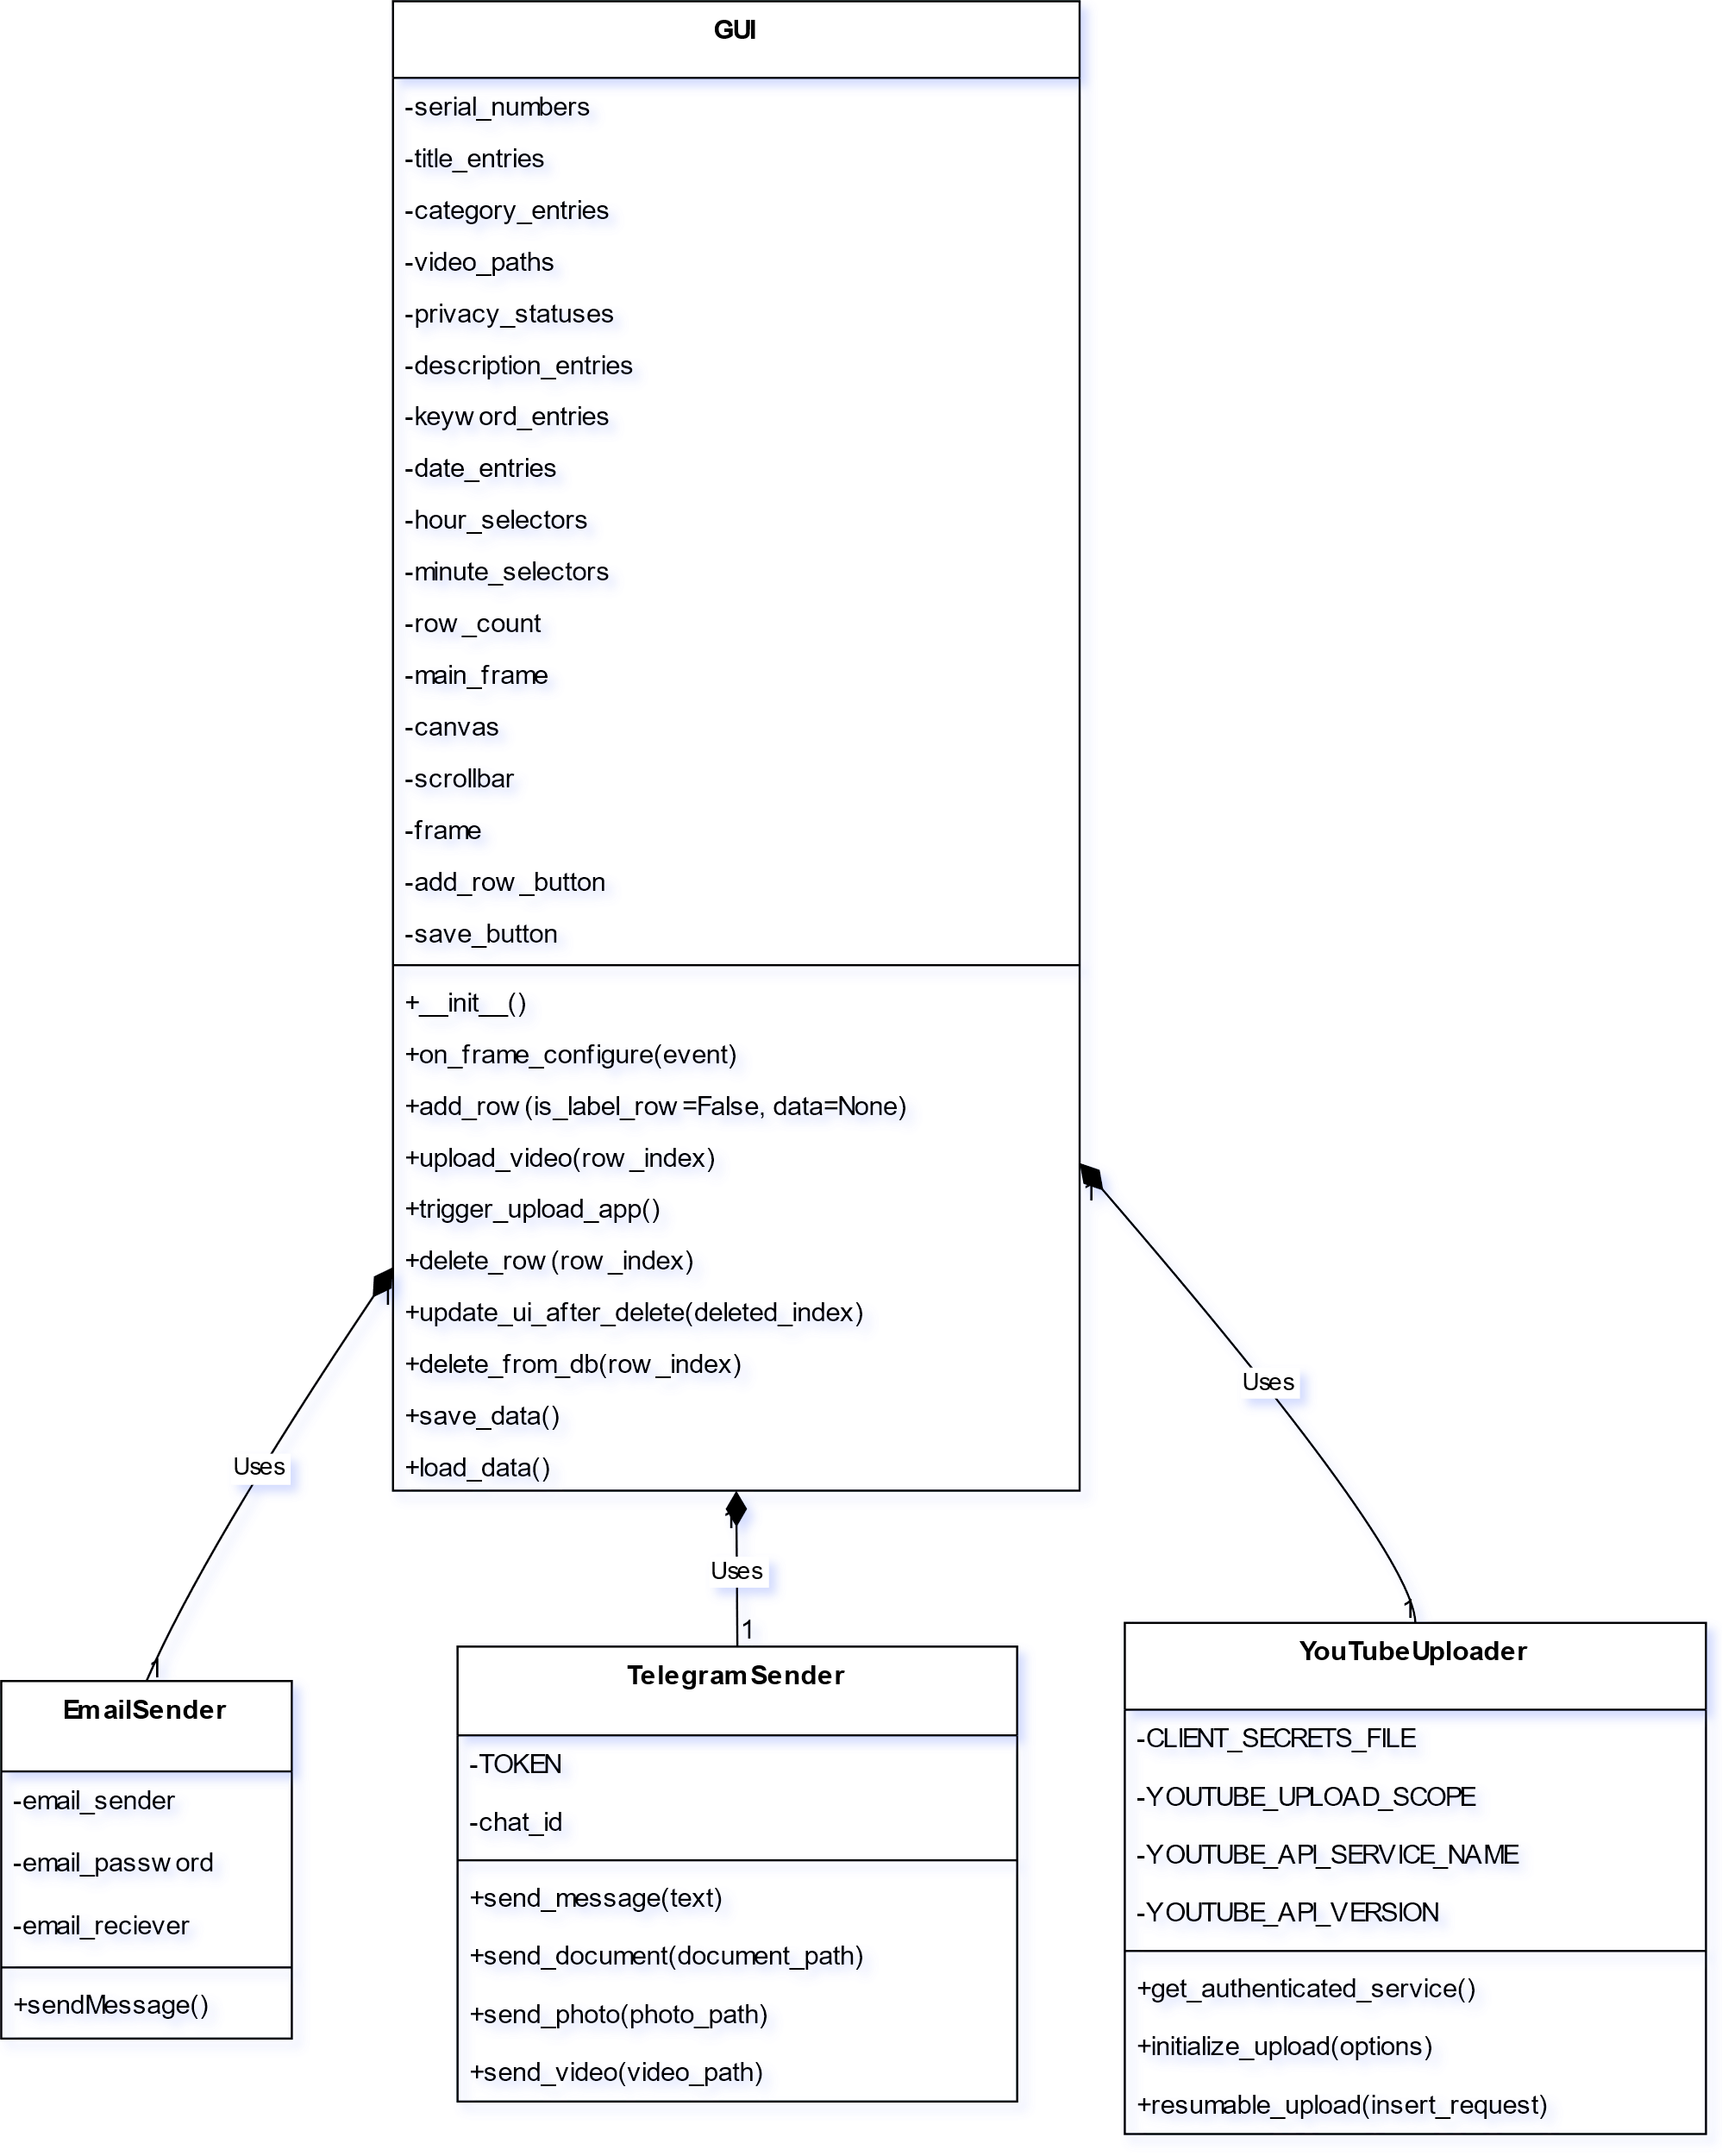 GUI
-serial_numbers
-title_entries
-category_entries
-video_paths
-privacy_statuses
-description_entries
-keyword_entries
-date_entries
-hour_selectors
-minute_selectors
-row_count
-main_frame
-canvas
-scrollbar
-frame
-add_row_button
-save_button
+__init__()
+on_frame_configure(event)
+add_row(is_label_row=False, data=None)
+upload_video(row_index)
+trigger_upload_app()
+delete_row(row_index)
+update_ui_after_delete(deleted_index)
+delete_from_db(row_index)
+save_data()
+load_data()
1
Uses
1
1
Uses
1
1
Uses
1
EmailSender
-email_sender
-email_password
-email_reciever
+sendMessage()
TelegramSender
-TOKEN
-chat_id
+send_message(text)
+send_document(document_path)
+send_photo(photo_path)
+send_video(video_path)
YouTubeUploader
-CLIENT_SECRETS_FILE
-YOUTUBE_UPLOAD_SCOPE
-YOUTUBE_API_SERVICE_NAME
-YOUTUBE_API_VERSION
+get_authenticated_service()
+initialize_upload(options)
+resumable_upload(insert_request)